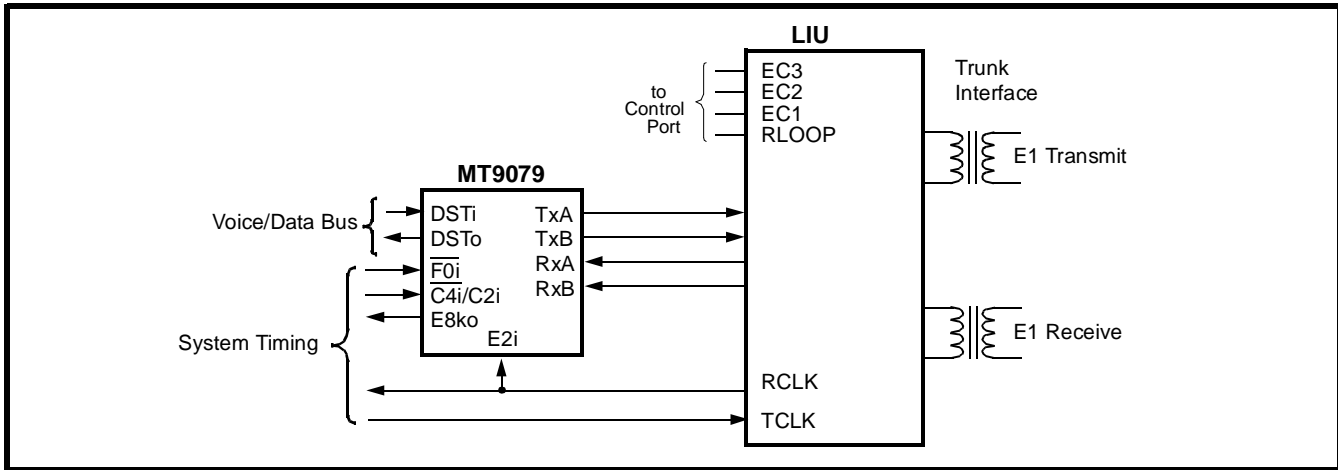 LIU
EC3
EC2
EC1
RLOOP
to
Control
Port
Trunk
Interface
E1 Transmit
MT9079
Voice/Data Bus
DSTi
DSTo
F0i
C4i/C2i
E8ko
E2i
TxA
TxB
RxA
RxB
System Timing
E1 Receive
RCLK
TCLK